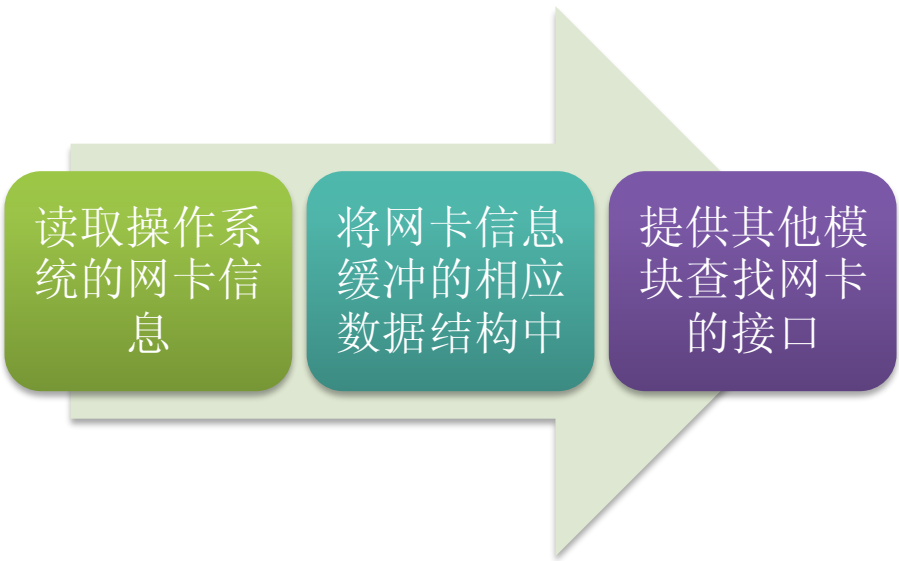 读取操作系
统的网卡信
息
将网卡信息
缓冲的相应
数据结构中
提供其他模
块查找网卡
的接口